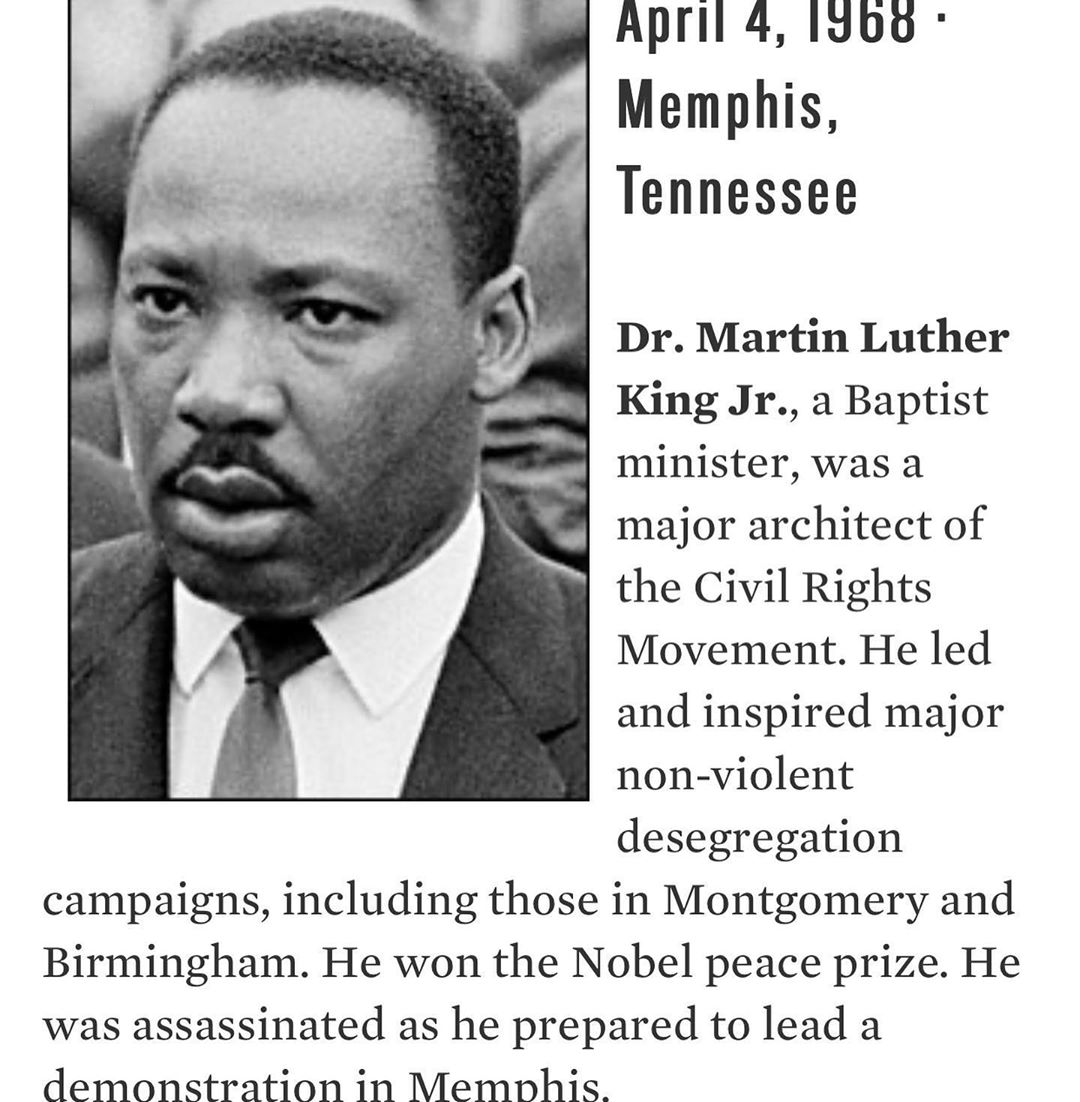 April 4, 1968 ·
Memphis,
Tennessee
Dr. Martin Luther
King Jr., a Baptist
minister, was a
major architect of
the Civil Rights
Movement. He led
and inspired major
non-violent
desegregation
campaigns, including those in Montgomery and
Birmingham. He won the Nobel peace prize. He
was assassinated as he prepared to lead a
demonstration in Memphis.